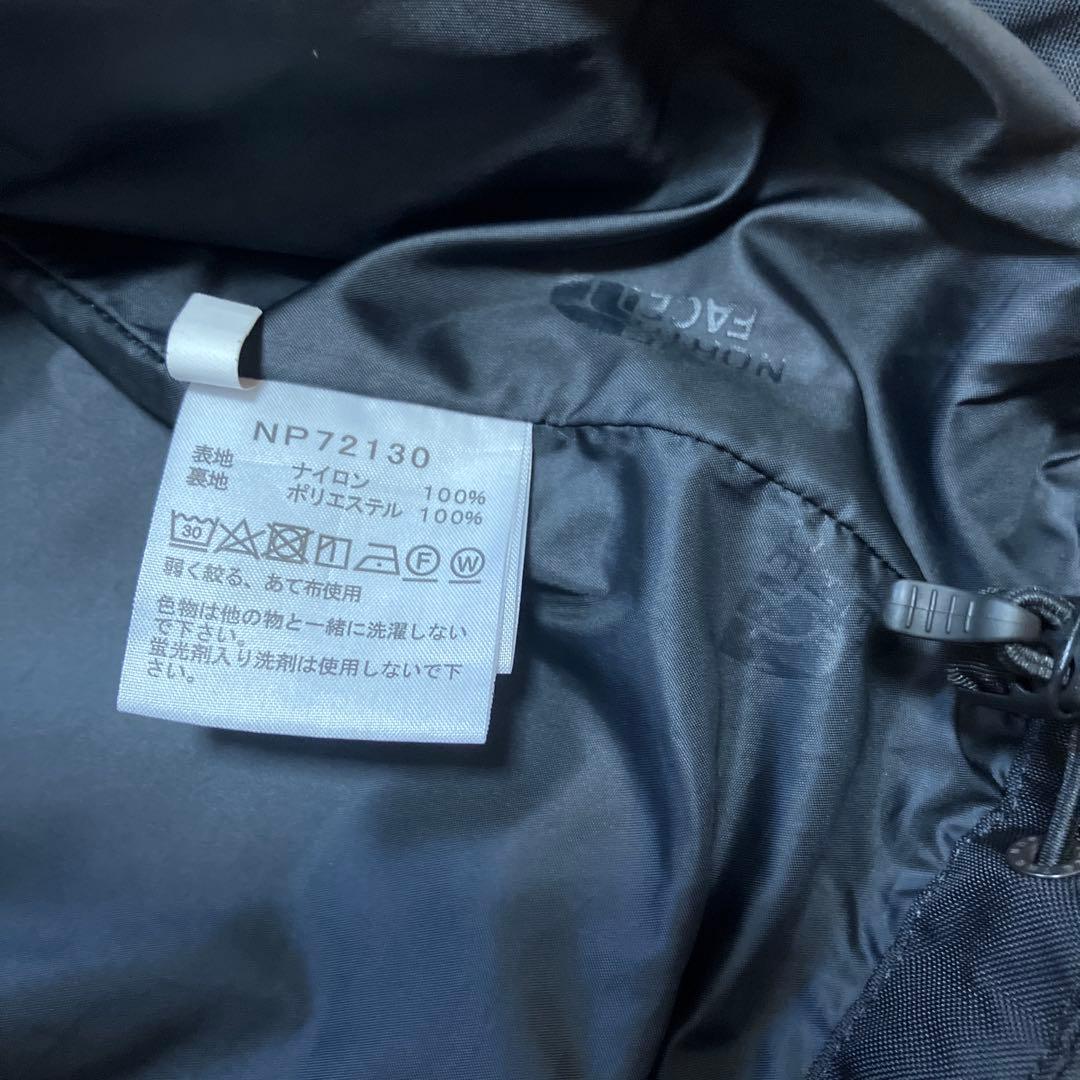 NP72130
表地 ナイロン 100%
裏地 ポリエステル 100%
30 F W
弱く絞る、あて布使用
色物は他の物と一緒に洗濯しない
で下さい。
蛍光剤入り洗剤は使用しないで下
さい。
NORTH
FACE